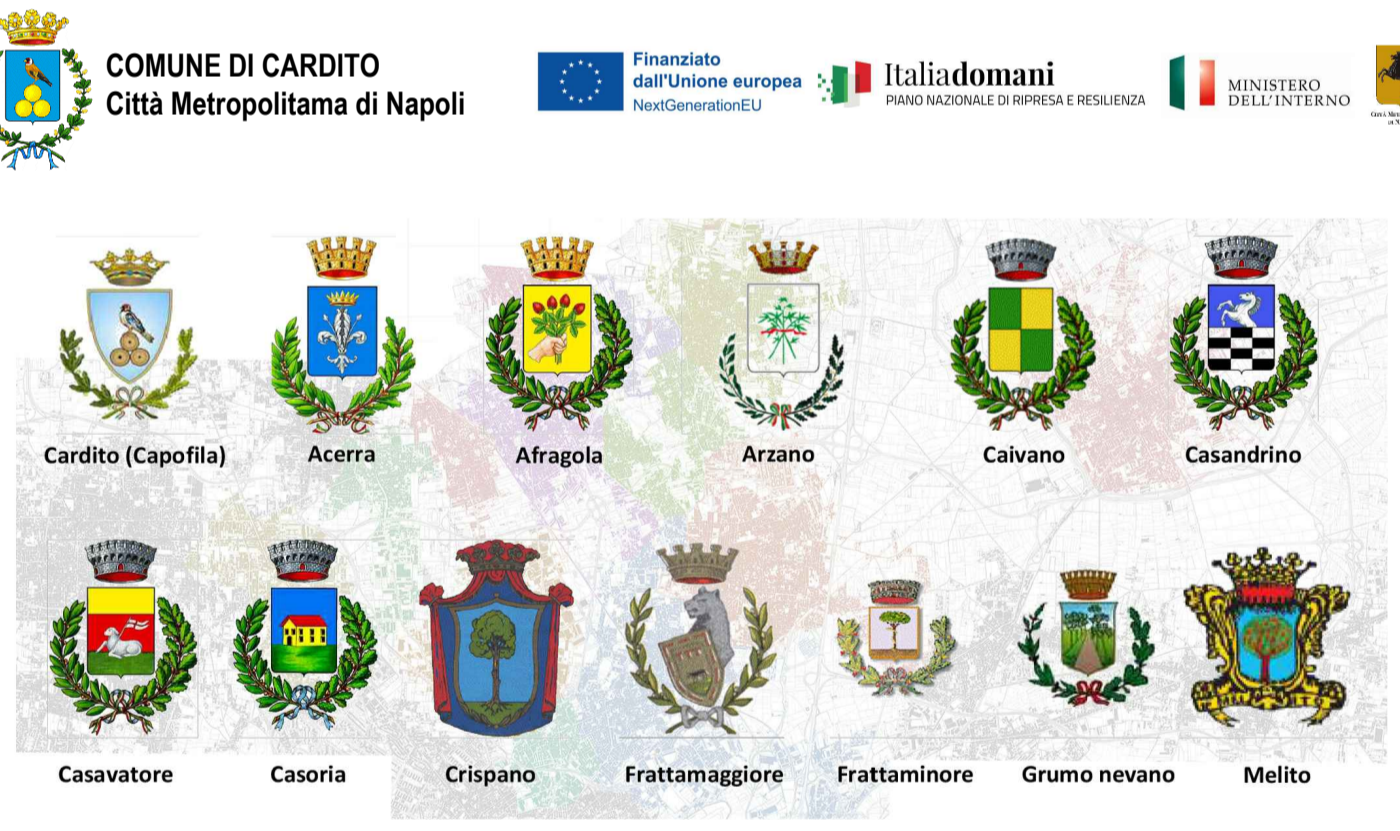 COMUNE DI CARDITO
Città Metropolitama di Napoli
Finanziato
dall'Unione europea
NextGenerationEU
Italiadomani
PIANO NAZIONALE DI RIPRESA E RESILIENZA
MINISTERO
DELL'INTERNO
Cardito (Capofila)
Acerra
Afragola
Arzano
Caivano
Casandrino
Casavatore
Casoria
Crispano
Frattamaggiore
Frattaminore
Grumo nevano
Melito